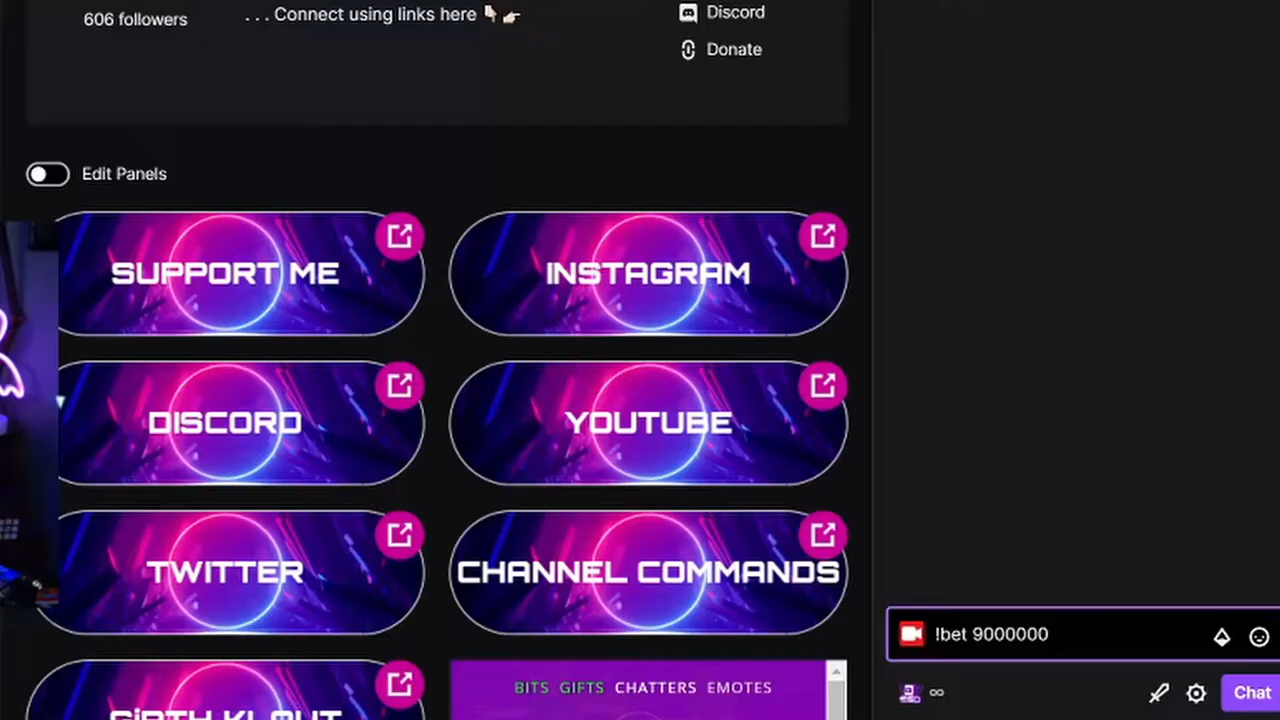 606 followers
. . . Connect using links here
Discord
Donate
Edit Panels
SUPPORT ME
INSTAGRAM
DISCORD
YOUTUBE
TWITTER
CHANNEL COMMANDS
BITS GIFTS CHATTERS EMOTES
!bet 9000000
∞
Chat